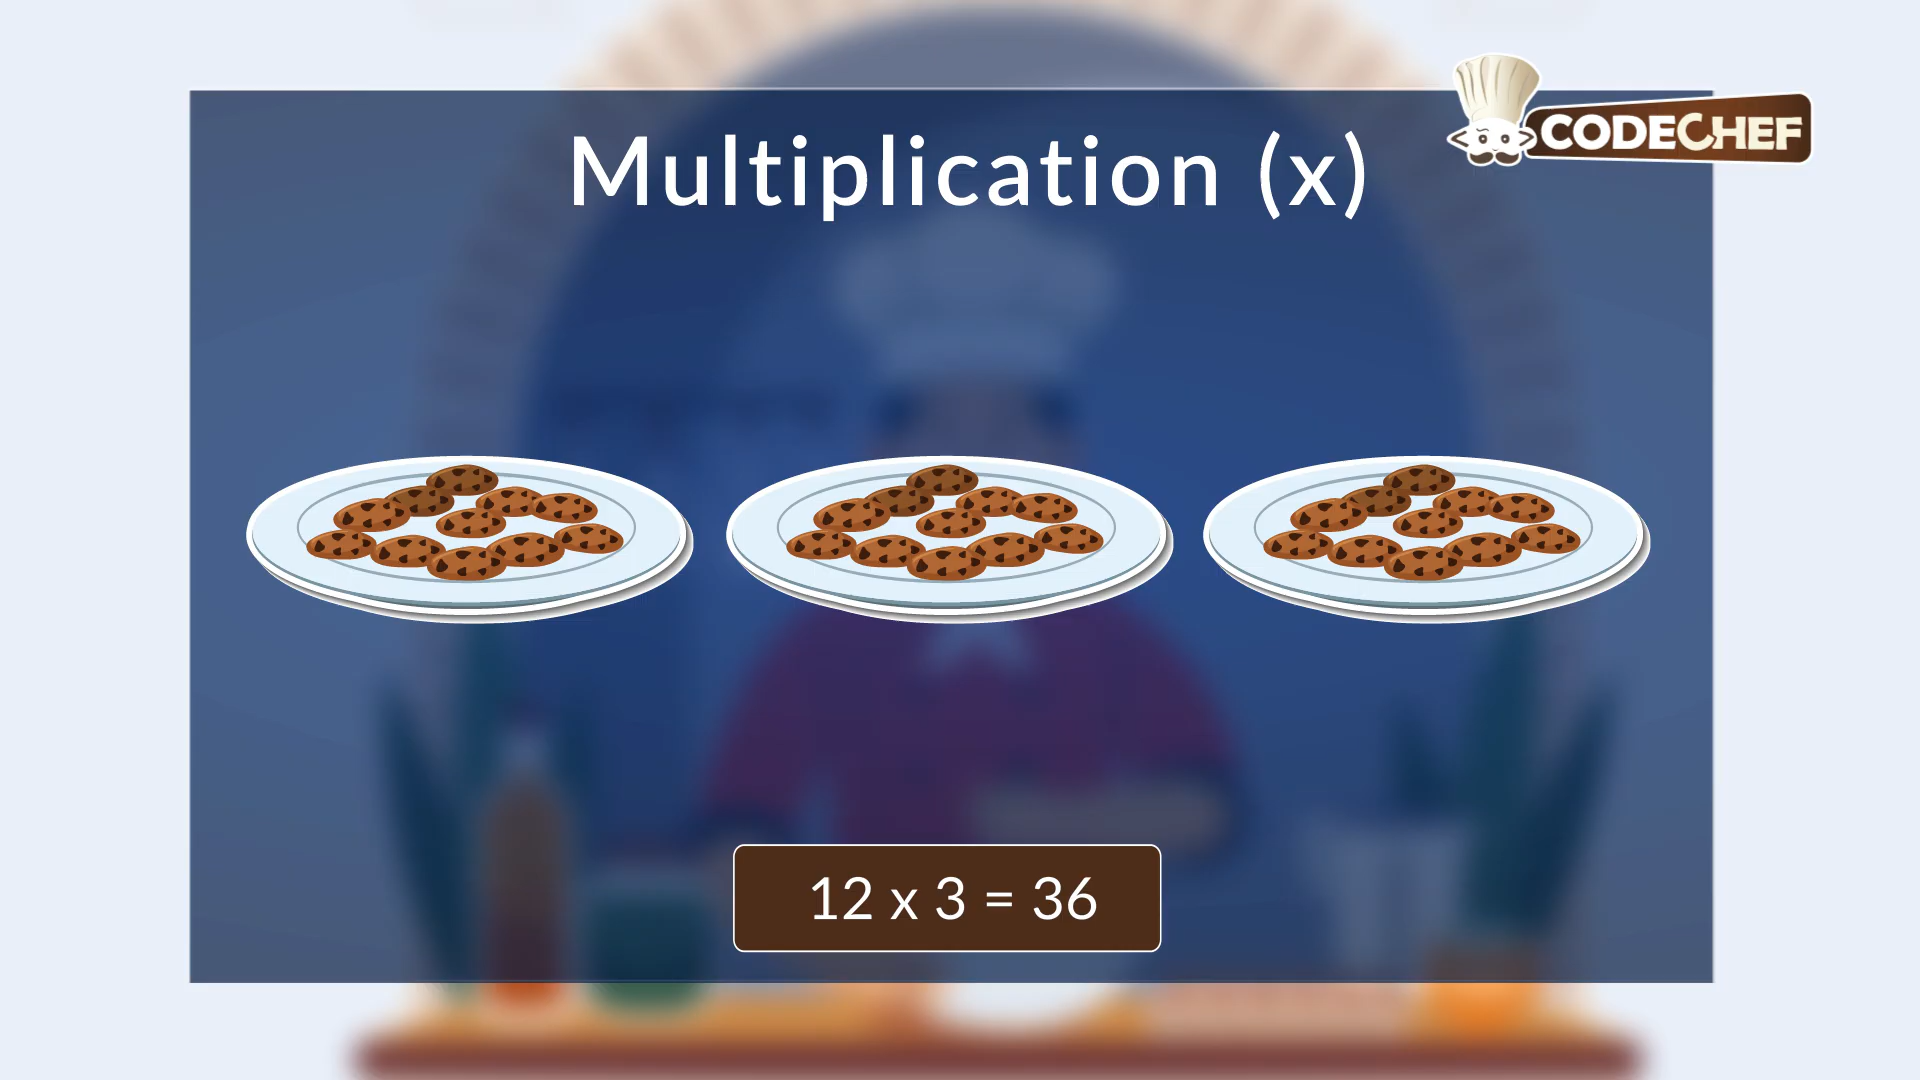 Multiplication (x)
CODECHEF
12 x 3 = 36